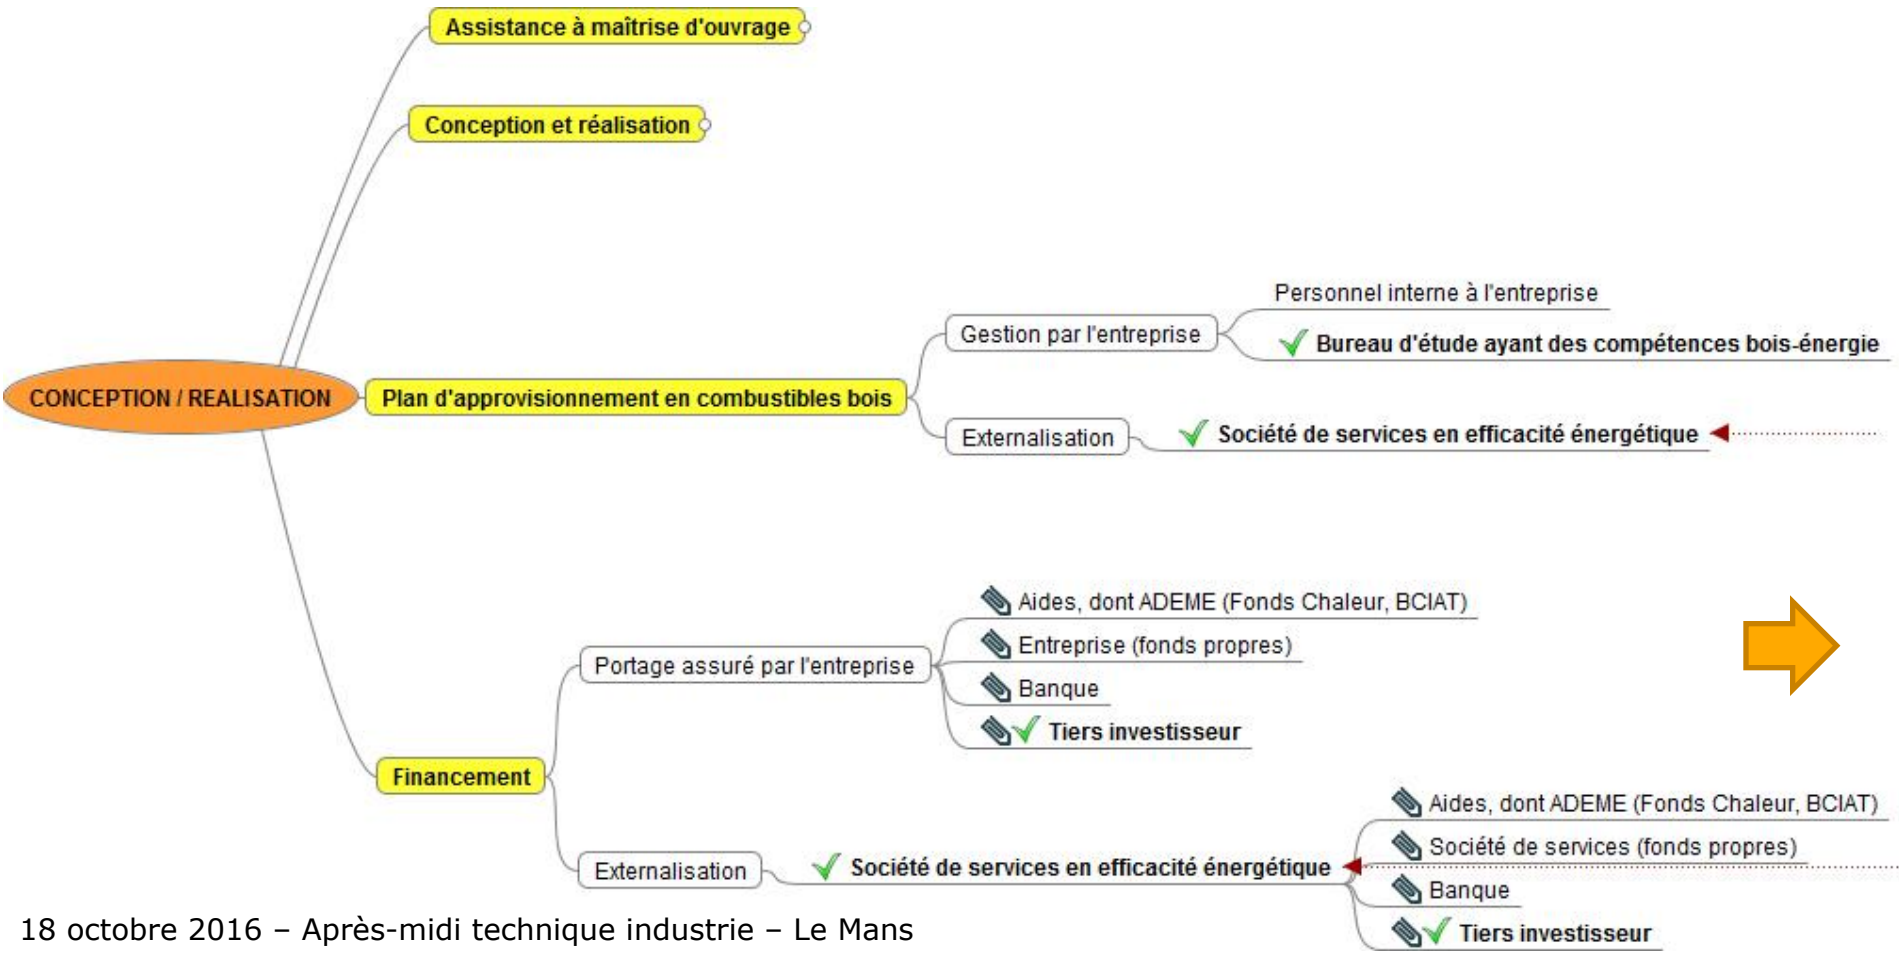 Assistance à maîtrise d'ouvrage
Conception et réalisation
CONCEPTION / REALISATION
Plan d'approvisionnement en combustibles bois
Gestion par l'entreprise
Personnel interne à l'entreprise
Bureau d'étude ayant des compétences bois-énergie
Externalisation
Société de services en efficacité énergétique
Financement
Portage assuré par l'entreprise
Aides, dont ADEME (Fonds Chaleur, BCIAT)
Entreprise (fonds propres)
Banque
Tiers investisseur
Externalisation
Société de services en efficacité énergétique
Aides, dont ADEME (Fonds Chaleur, BCIAT)
Société de services (fonds propres)
Banque
Tiers investisseur
18 octobre 2016 – Après-midi technique industrie – Le Mans